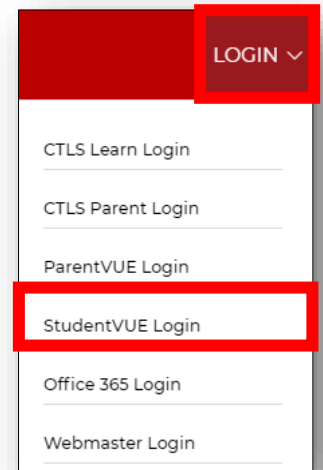 LOGIN
CTLS Learn Login
CTLS Parent Login
ParentVUE Login
StudentVUE Login
Office 365 Login
Webmaster Login